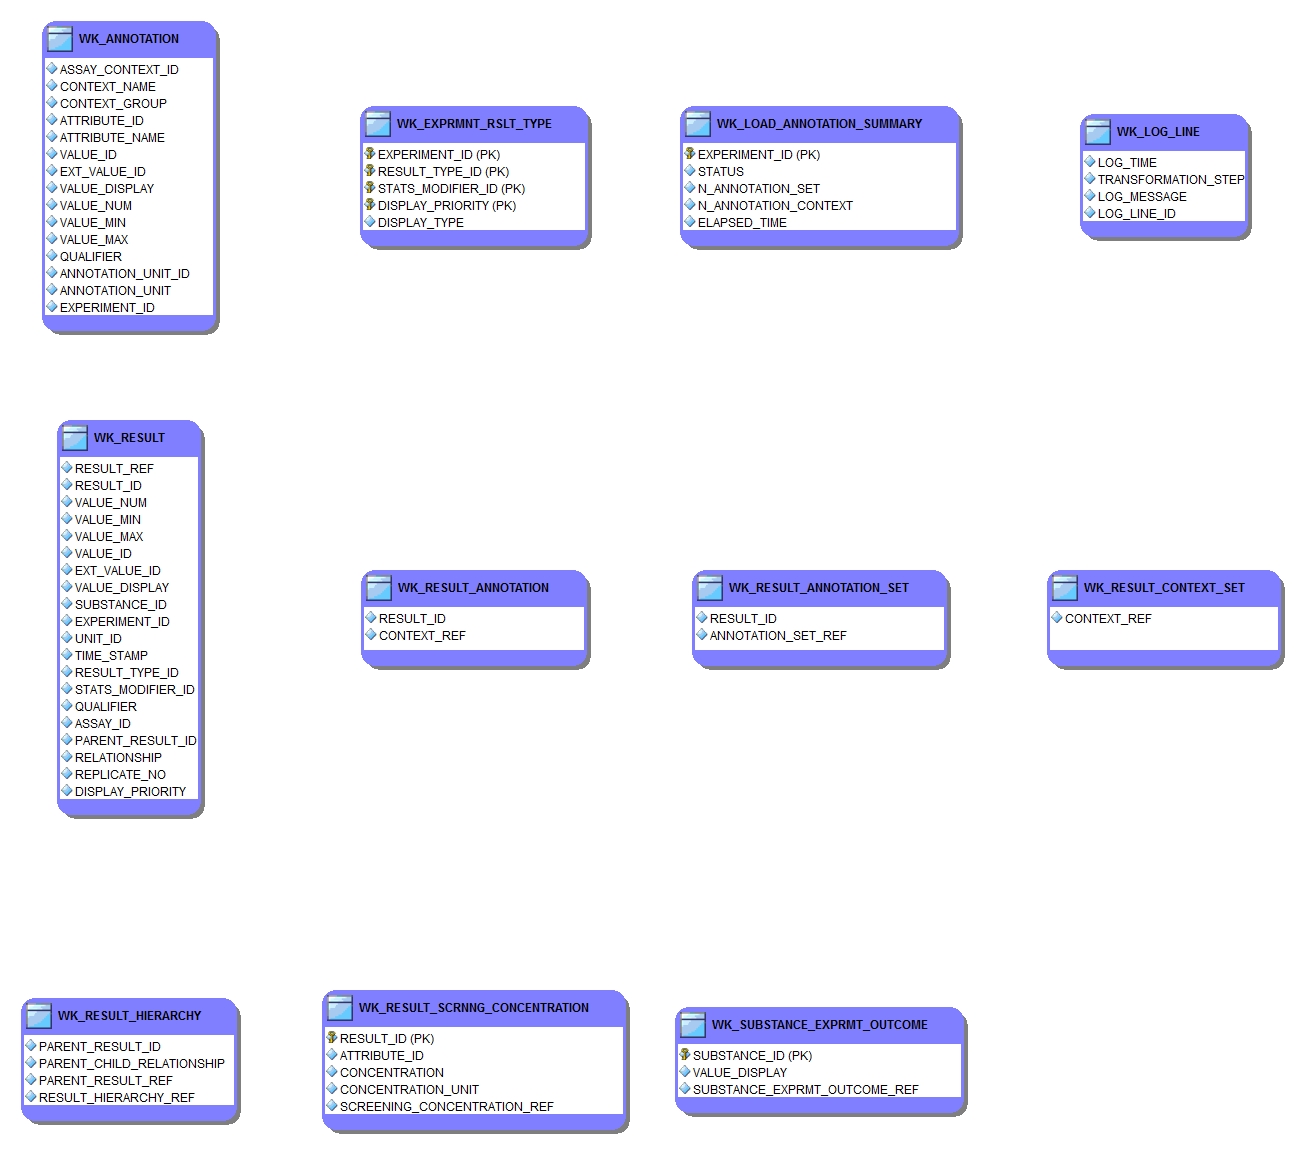 WK_ANNOTATION
ASSAY_CONTEXT_ID
CONTEXT_NAME
CONTEXT_GROUP
ATTRIBUTE_ID
ATTRIBUTE_NAME
VALUE_ID
EXT_VALUE_ID
VALUE_DISPLAY
VALUE_NUM
VALUE_MIN
VALUE_MAX
QUALIFIER
ANNOTATION_UNIT_ID
ANNOTATION_UNIT
EXPERIMENT_ID
WK_EXPRMNT_RSLT_TYPE
EXPERIMENT_ID (PK)
RESULT_TYPE_ID (PK)
STATS_MODIFIER_ID (PK)
DISPLAY_PRIORITY (PK)
DISPLAY_TYPE
WK_LOAD_ANNOTATION_SUMMARY
EXPERIMENT_ID (PK)
STATUS
N_ANNOTATION_SET
N_ANNOTATION_CONTEXT
ELAPSED_TIME
WK_LOG_LINE
LOG_TIME
TRANSFORMATION_STEP
LOG_MESSAGE
LOG_LINE_ID
WK_RESULT
RESULT_REF
RESULT_ID
VALUE_NUM
VALUE_MIN
VALUE_MAX
VALUE_ID
EXT_VALUE_ID
VALUE_DISPLAY
SUBSTANCE_ID
EXPERIMENT_ID
UNIT_ID
TIME_STAMP
RESULT_TYPE_ID
STATS_MODIFIER_ID
QUALIFIER
ASSAY_ID
PARENT_RESULT_ID
RELATIONSHIP
REPLICATE_NO
DISPLAY_PRIORITY
WK_RESULT_ANNOTATION
RESULT_ID
CONTEXT_REF
WK_RESULT_ANNOTATION_SET
RESULT_ID
ANNOTATION_SET_REF
WK_RESULT_CONTEXT_SET
CONTEXT_REF
WK_RESULT_HIERARCHY
PARENT_RESULT_ID
PARENT_CHILD_RELATIONSHIP
PARENT_RESULT_REF
RESULT_HIERARCHY_REF
WK_RESULT_SCRNNG_CONCENTRATION
RESULT_ID (PK)
ATTRIBUTE_ID
CONCENTRATION
CONCENTRATION_UNIT
SCREENING_CONCENTRATION_REF
WK_SUBSTANCE_EXPRMT_OUTCOME
SUBSTANCE_ID (PK)
VALUE_DISPLAY
SUBSTANCE_EXPRMT_OUTCOME_REF